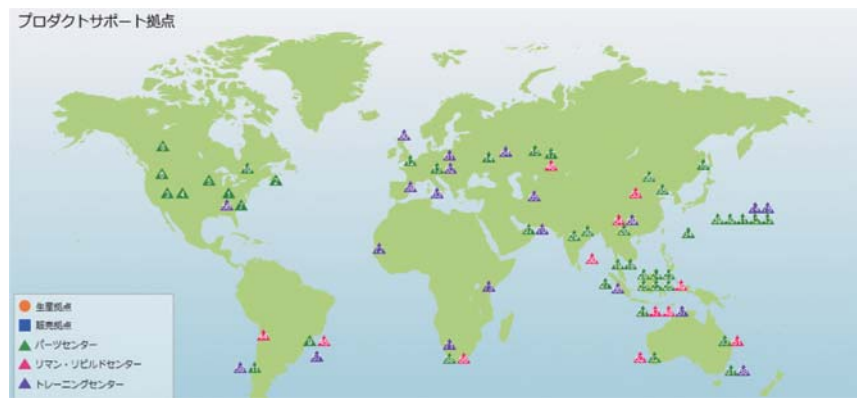 プロダクトサポート拠点
生産拠点
販売拠点
パーツセンター
リマン・リビルドセンター
トレーニングセンター